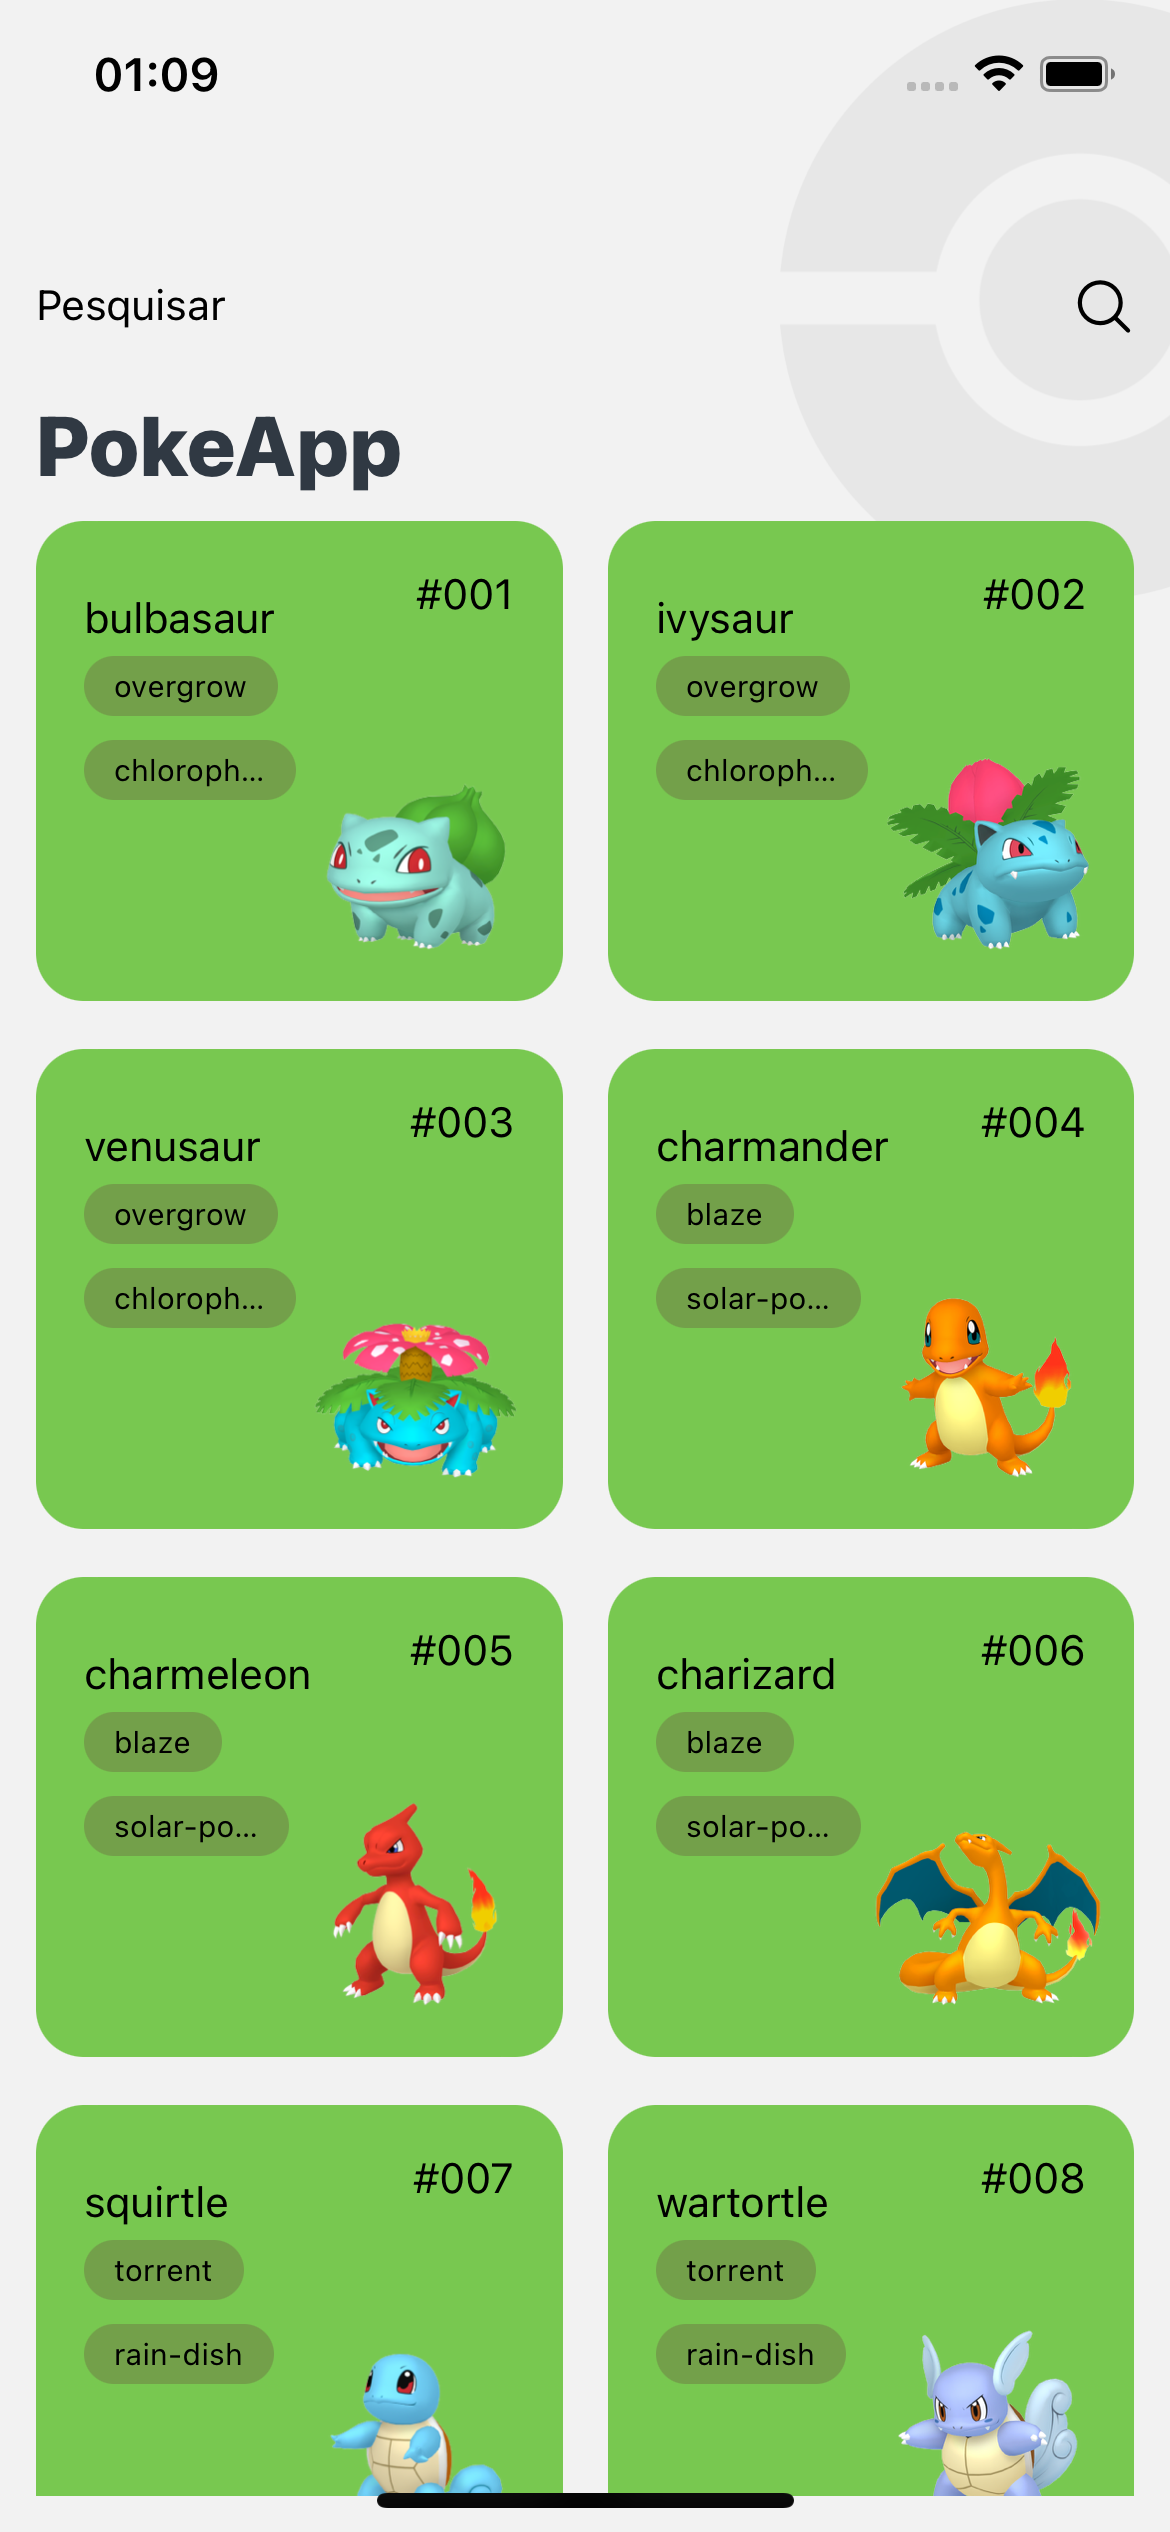 01:09
Pesquisar
PokeApp
#001
bulbasaur
overgrow
chloroph...
#002
ivysaur
overgrow
chloroph...
#003
venusaur
overgrow
chloroph...
#004
charmander
blaze
solar-po...
#005
charmeleon
blaze
solar-po...
#006
charizard
blaze
solar-po...
#007
squirtle
torrent
rain-dish
#008
wartortle
torrent
rain-dish